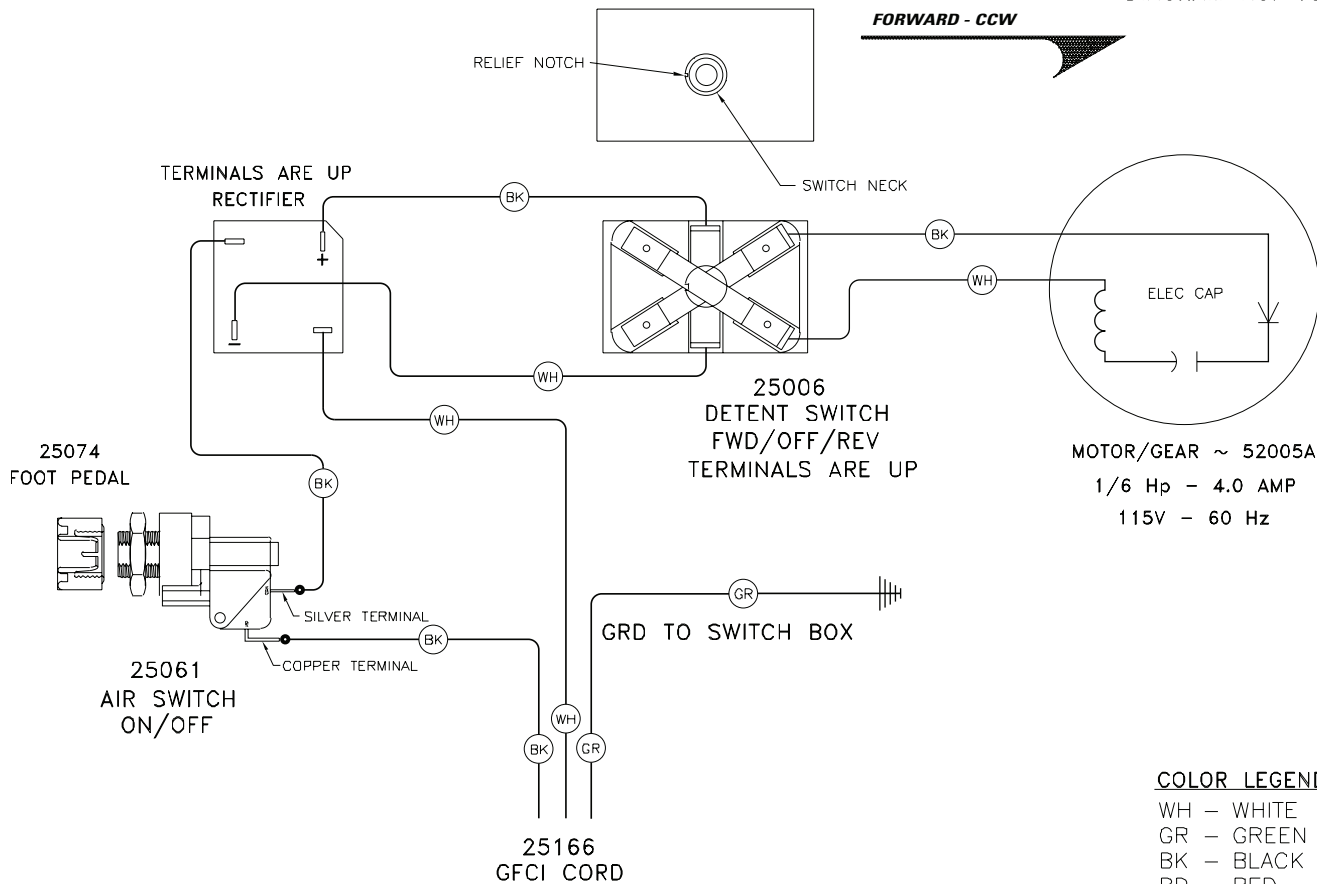 FORWARD - CCW
RELIEF NOTCH
SWITCH NECK
TERMINALS ARE UP
RECTIFIER
BK
BK
+
WH
ELEC CAP
–
WH
WH
25006
DETENT SWITCH
FWD/OFF/REV
TERMINALS ARE UP
MOTOR/GEAR ~ 52005A
1/6 Hp – 4.0 AMP
115V – 60 Hz
25074
FOOT PEDAL
BK
SILVER TERMINAL
COPPER TERMINAL
BK
GR
GRD TO SWITCH BOX
25061
AIR SWITCH
ON/OFF
BK
WH
GR
25166
GFCI CORD
COLOR LEGEND
WH – WHITE
GR – GREEN
BK – BLACK